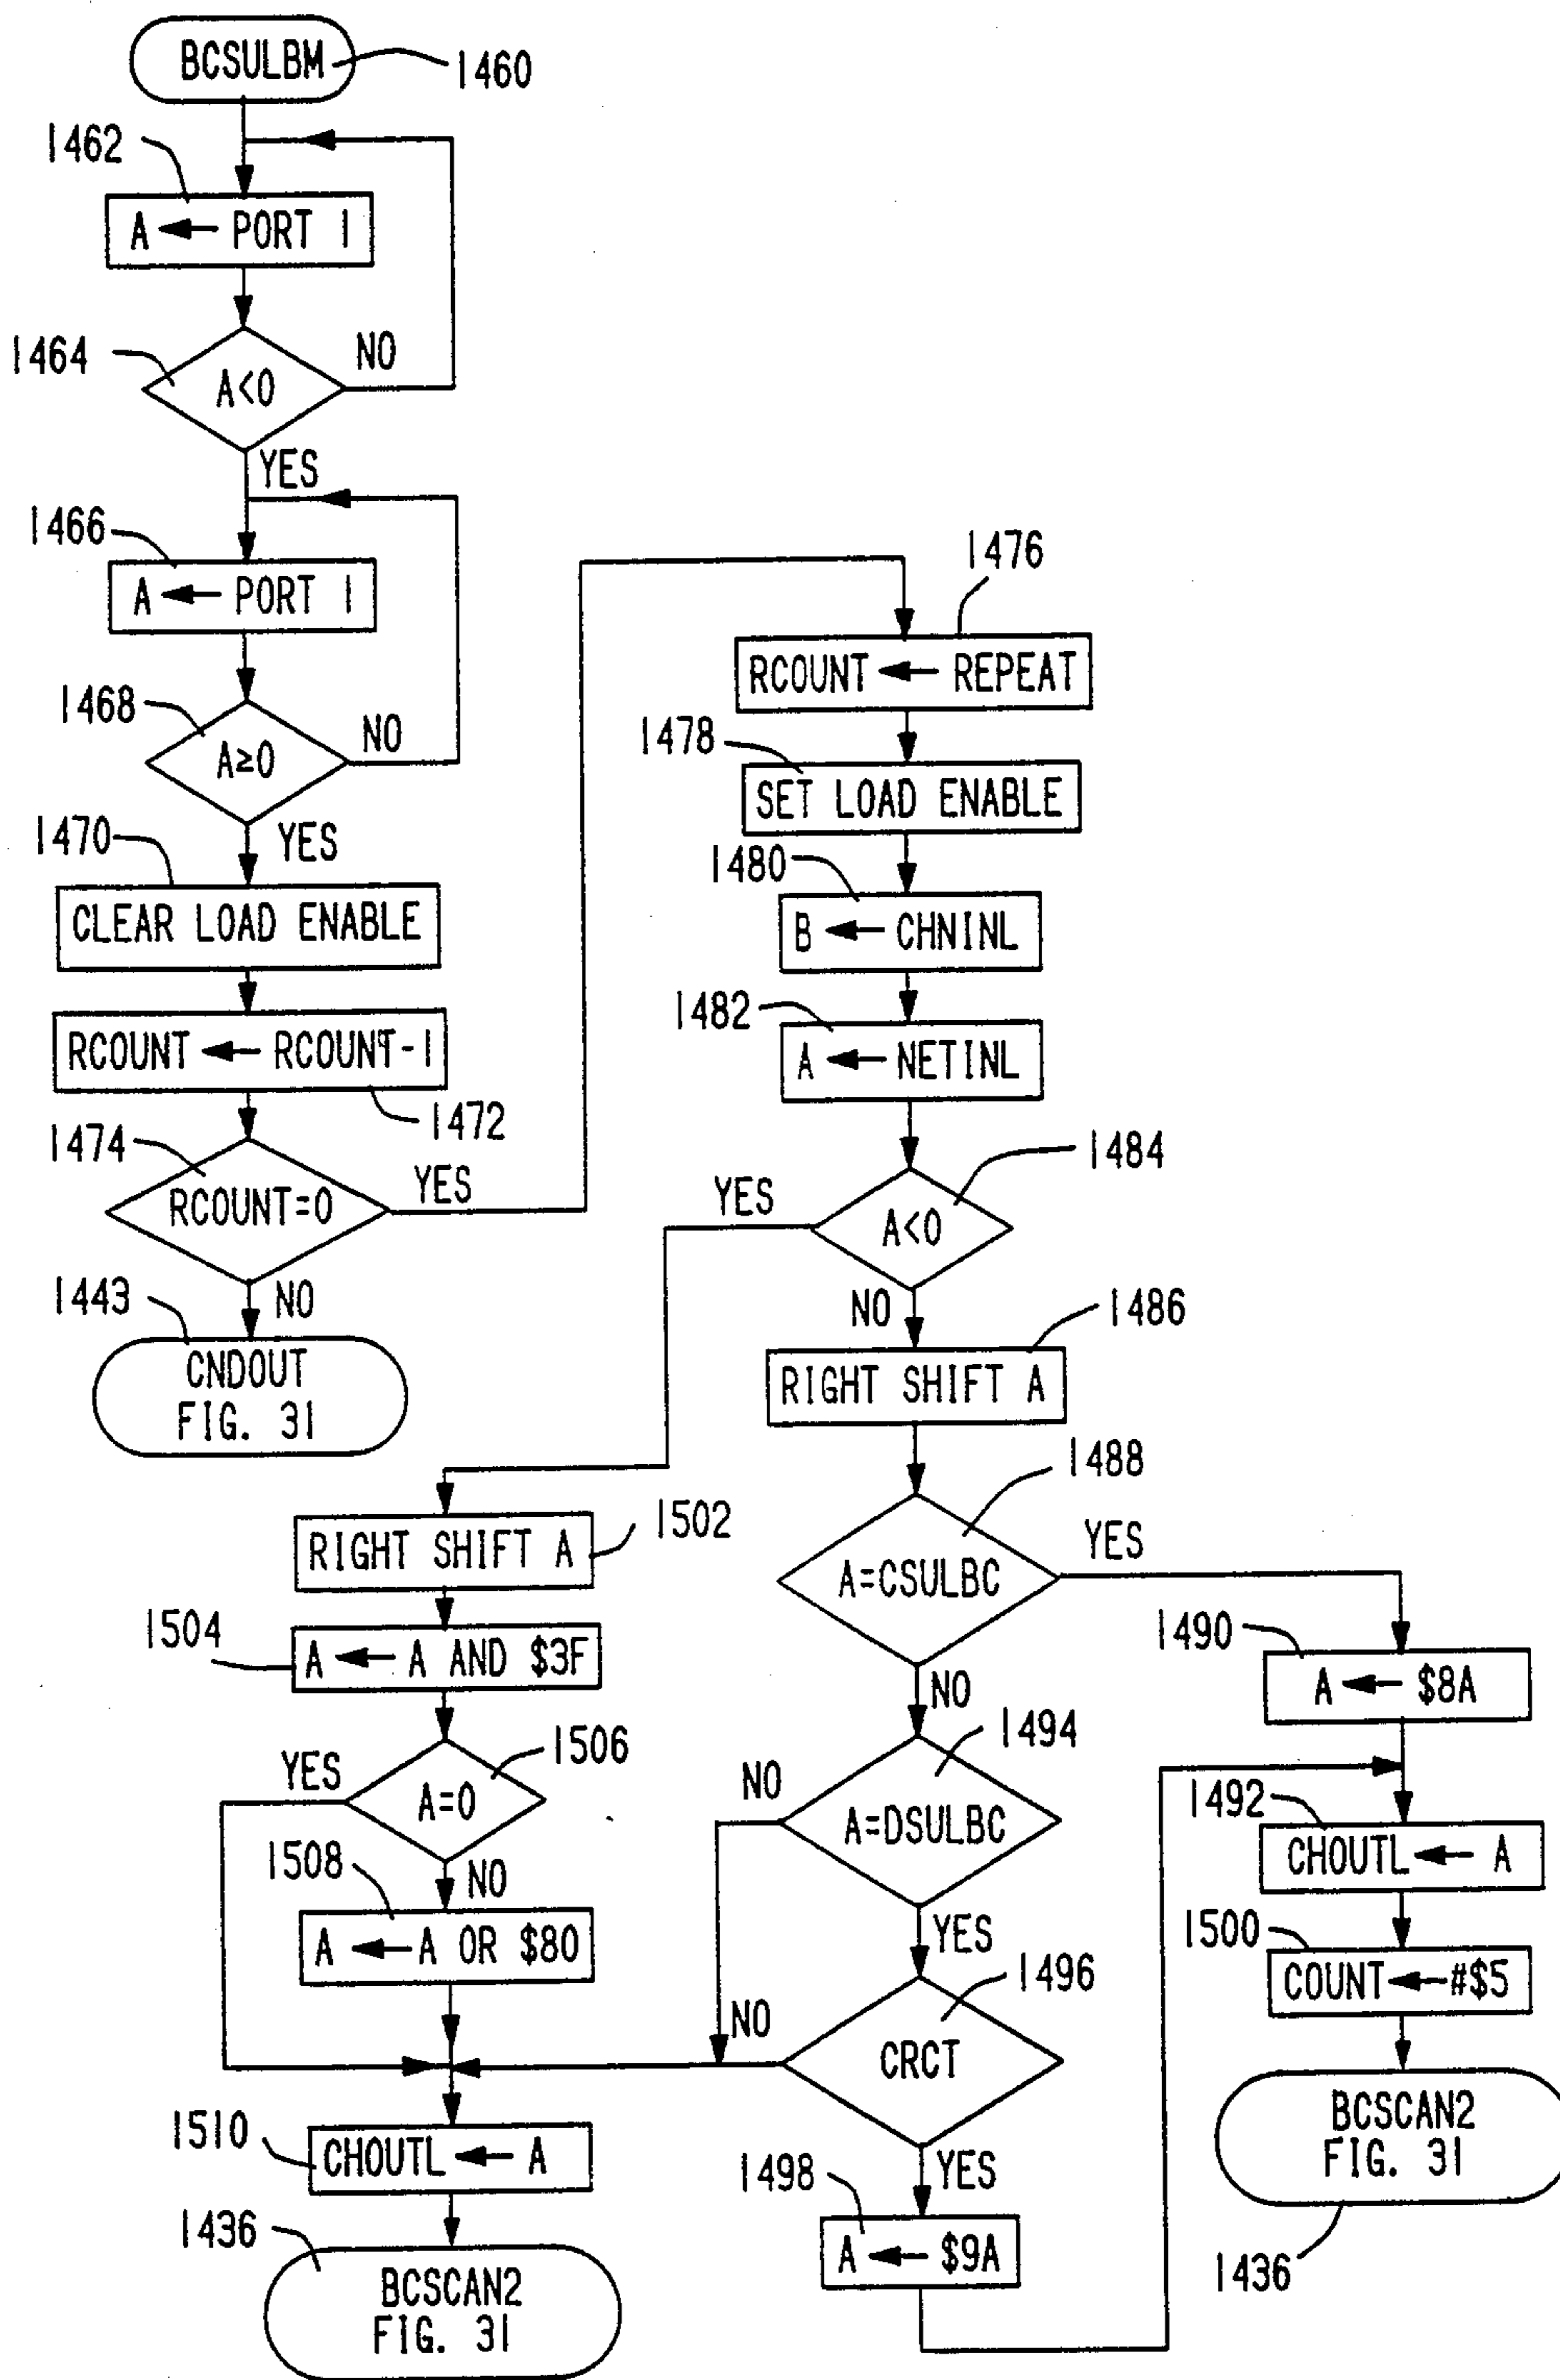 BCSULBM
1460
1462
A ← PORT 1
1464
A<0
NO
YES
1466
A ← PORT 1
1468
A≥0
NO
YES
1470
CLEAR LOAD ENABLE
RCOUNT ← RCOUNT-1
1472
1474
RCOUNT=0
YES
NO
1443
CNDOUT
FIG. 31
1476
RCOUNT ← REPEAT
1478
SET LOAD ENABLE
1480
B ← CHNINL
1482
A ← NETINL
1484
A<0
YES
NO
1486
RIGHT SHIFT A
1488
A=CSULBC
YES
NO
1490
A ← $8A
1492
CHOUTL ← A
1500
COUNT ← #$5
BCSCAN2
FIG. 31
1436
1494
A=DSULBC
NO
YES
1496
CRCT
NO
YES
1498
A ← $9A
RIGHT SHIFT A
1502
1504
A ← A AND $3F
1506
A=0
YES
NO
1508
A ← A OR $80
1510
CHOUTL ← A
1436
BCSCAN2
FIG. 31